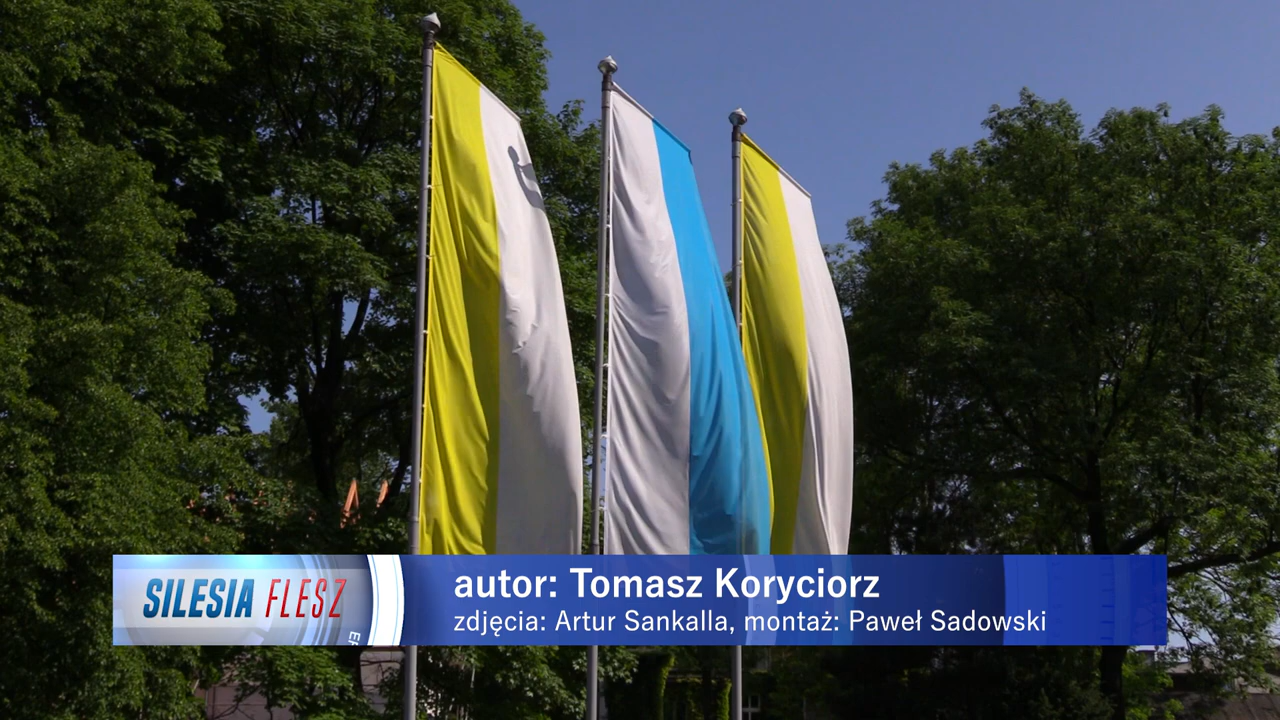 SILESIA FLESZ
autor: Tomasz Koryciorz
zdjęcia: Artur Sankalla, montaż: Paweł Sadowski